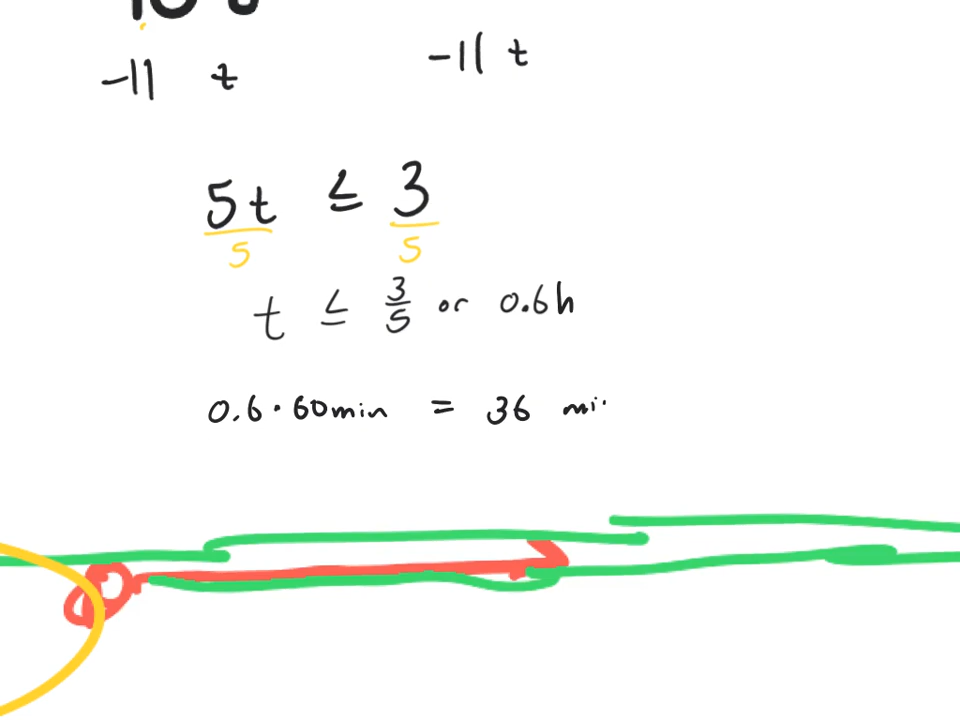 -11 t -11 t
5t ≤ 3
5 5
t ≤ 3/5 or 0.6h
0.6 · 60min = 36